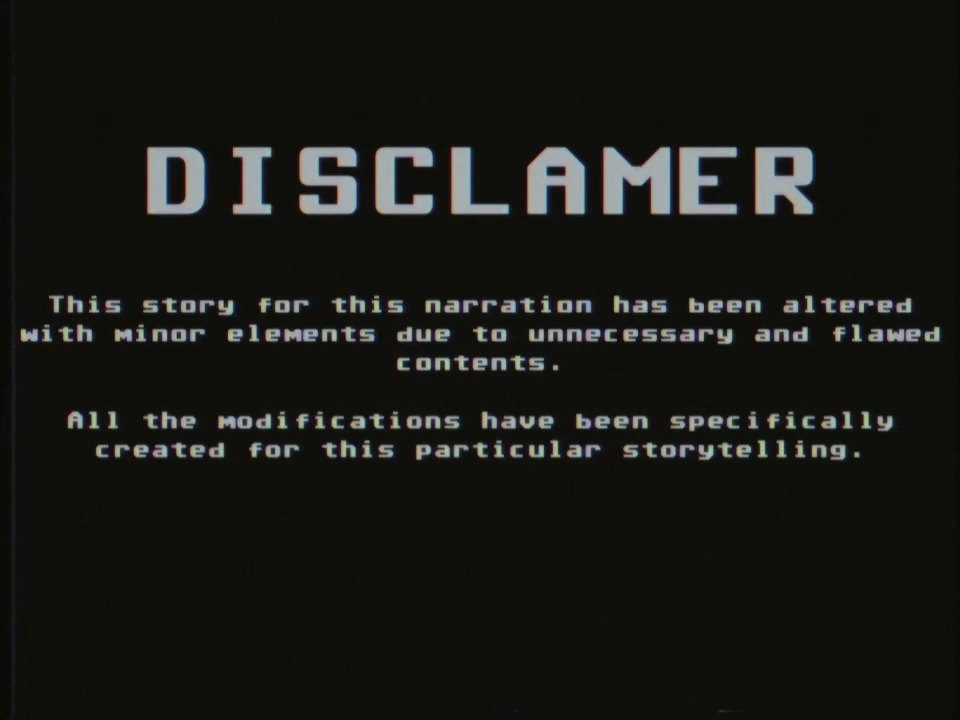 DISCLAMER
This story for this narration has been altered
with minor elements due to unnecessary and flawed
contents.
All the modifications have been specifically
created for this particular storytelling.